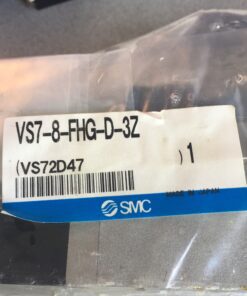 VS7-8-FHG-D-3Z
(VS72D47 )1
MADE IN JAPAN
SMC